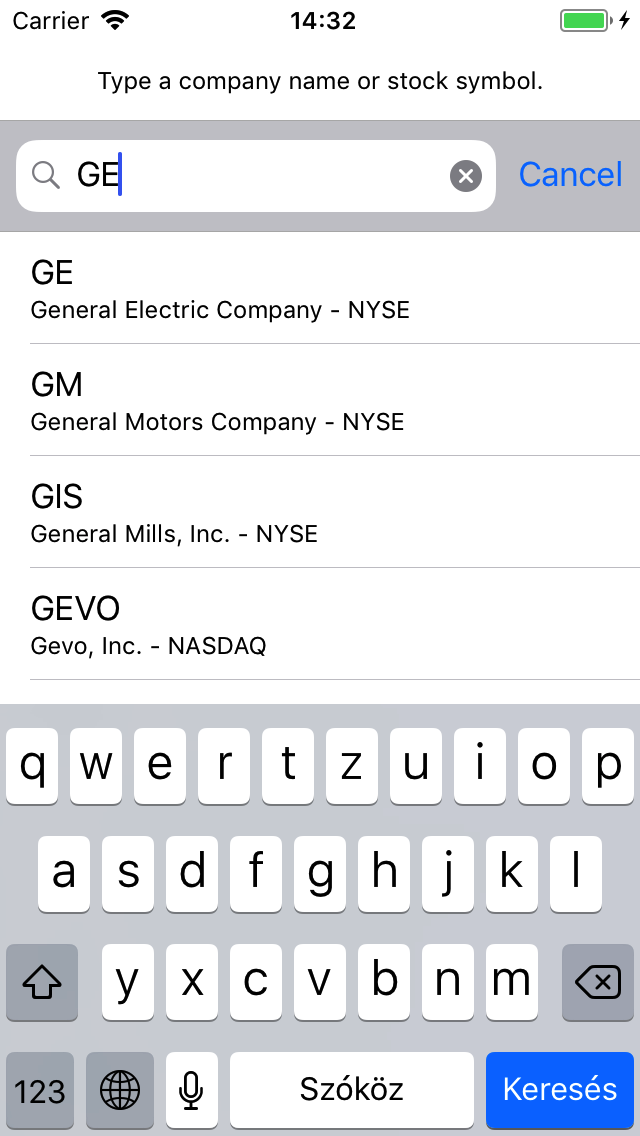 Carrier 14:32
Type a company name or stock symbol.
GE Cancel
GE
General Electric Company - NYSE
GM
General Motors Company - NYSE
GIS
General Mills, Inc. - NYSE
GEVO
Gevo, Inc. - NASDAQ
q w e r t z u i o p
a s d f g h j k l
y x c v b n m
123 Szóköz Keresés